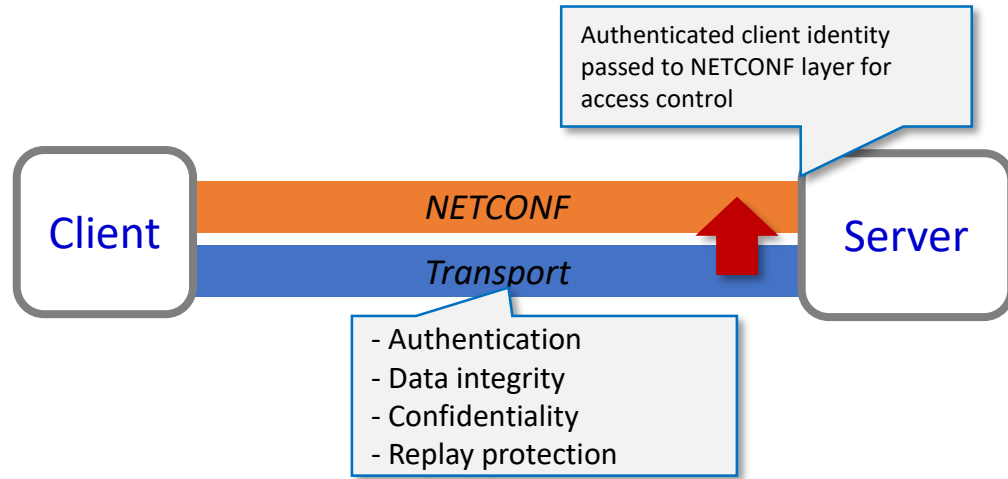 Authenticated client identity
passed to NETCONF layer for
access control
NETCONF
Client
Server
Transport
- Authentication
- Data integrity
- Confidentiality
- Replay protection